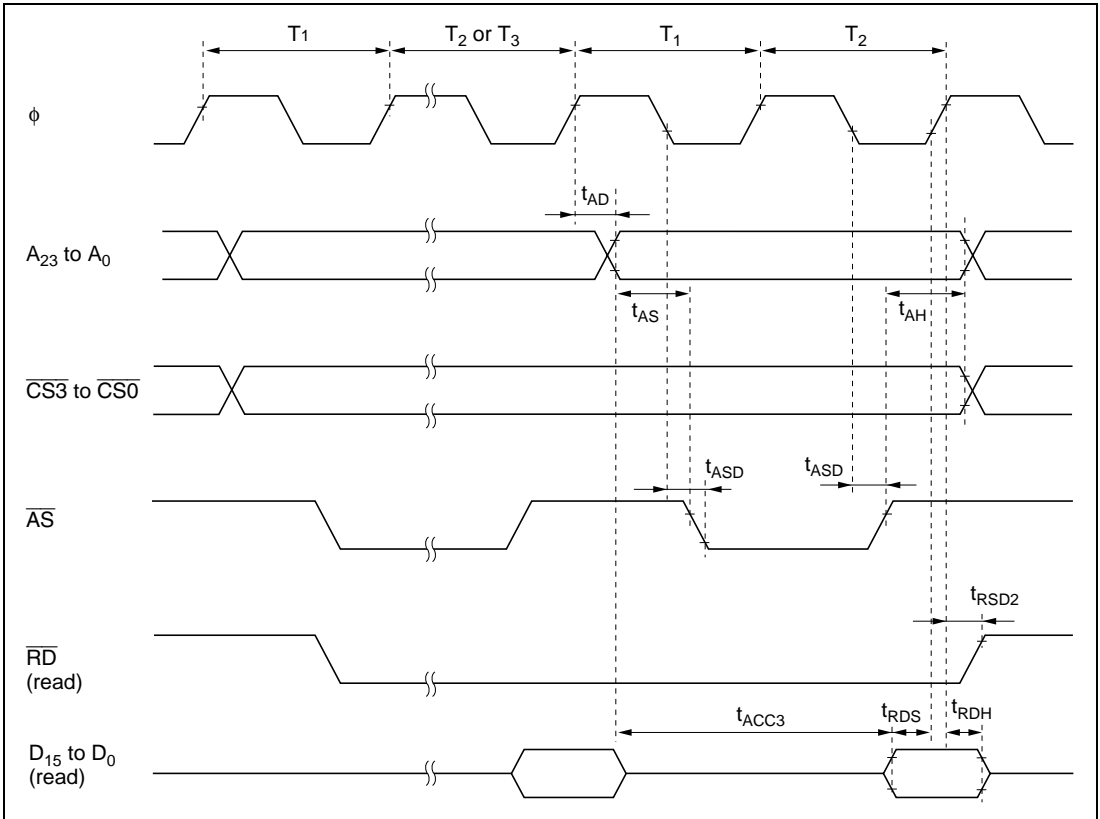 T1
T2 or T3
T1
T2
ϕ
tAD
A23 to A0
tAS
tAH
CS3 to CS0
tASD
tASD
AS
tRSD2
RD
(read)
tACC3
tRDS
tRDH
D15 to D0
(read)